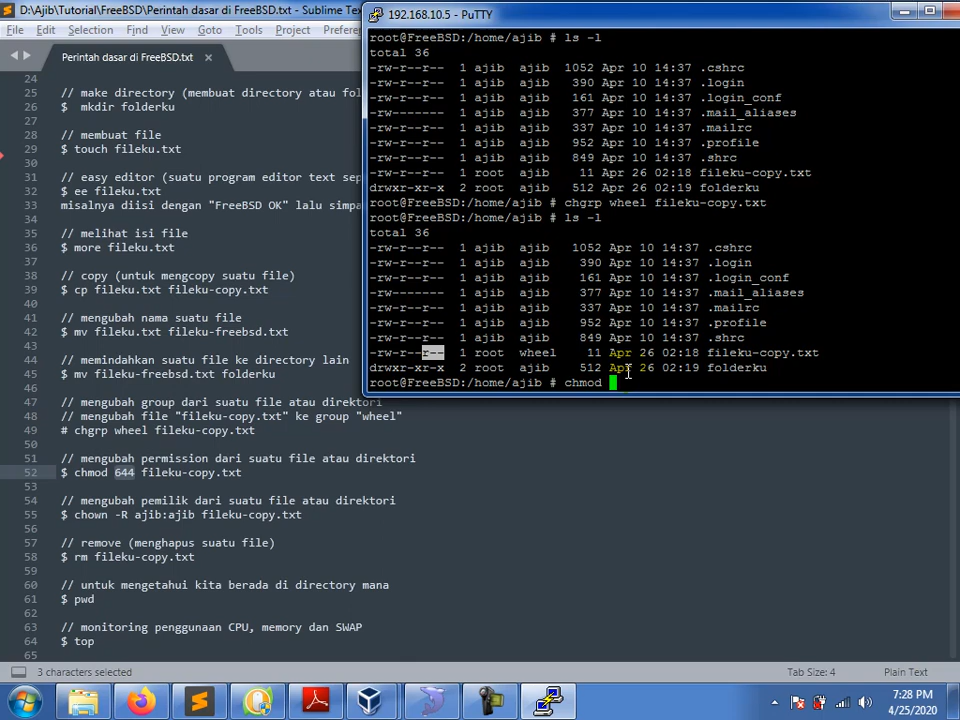 D:\Ajib\Tutorial\FreeBSD\Perintah dasar di FreeBSD.txt - Sublime Text
File Edit Selection View Goto Tools Project Preferen
Perintah dasar di FreeBSD.txt ×
24
25 // make directory (membuat directory atau fol
26 $ mkdir folderku
27
28 // membuat file
29 $ touch fileku.txt
30
31 // easy editor (suatu program editor text sep
32 $ ee fileku.txt
33 misalnya diisi dengan "FreeBSD OK" lalu simpa
34
35 // melihat isi file
36 $ more fileku.txt
37
38 // copy (untuk mengcopy suatu file)
39 $ cp fileku.txt fileku-copy.txt
40
41 // mengubah nama suatu file
42 $ mv fileku.txt fileku-freebsd.txt
43
44 // memindahkan suatu file ke directory lain
45 $ mv fileku-freebsd.txt folderku
46
47 // mengubah group dari suatu file atau direktori
48 // mengubah file "fileku-copy.txt" ke group "wheel"
49 # chgrp wheel fileku-copy.txt
50
51 // mengubah permission dari suatu file atau direktori
52 $ chmod 644 fileku-copy.txt
53
54 // mengubah pemilik dari suatu file atau direktori
55 $ chown -R ajib:ajib fileku-copy.txt
56
57 // remove (menghapus suatu file)
58 $ rm fileku-copy.txt
59
60 // untuk mengetahui kita berada di directory mana
61 $ pwd
62
63 // monitoring penggunaan CPU, memory dan SWAP
64 $ top
65
3 characters selected
Tab Size: 4
Plain Text
192.168.10.5 - PuTTY
root@FreeBSD:/home/ajib # ls -l
total 36
-rw-r--r-- 1 ajib ajib 1052 Apr 10 14:37 .cshrc
-rw-r--r-- 1 ajib ajib 390 Apr 10 14:37 .login
-rw-r--r-- 1 ajib ajib 161 Apr 10 14:37 .login_conf
-rw------- 1 ajib ajib 377 Apr 10 14:37 .mail_aliases
-rw-r--r-- 1 ajib ajib 337 Apr 10 14:37 .mailrc
-rw-r--r-- 1 ajib ajib 952 Apr 10 14:37 .profile
-rw-r--r-- 1 ajib ajib 849 Apr 10 14:37 .shrc
-rw-r--r-- 1 root ajib 11 Apr 26 02:18 fileku-copy.txt
drwxr-xr-x 2 root ajib 512 Apr 26 02:19 folderku
root@FreeBSD:/home/ajib # chgrp wheel fileku-copy.txt
root@FreeBSD:/home/ajib # ls -l
total 36
-rw-r--r-- 1 ajib ajib 1052 Apr 10 14:37 .cshrc
-rw-r--r-- 1 ajib ajib 390 Apr 10 14:37 .login
-rw-r--r-- 1 ajib ajib 161 Apr 10 14:37 .login_conf
-rw------- 1 ajib ajib 377 Apr 10 14:37 .mail_aliases
-rw-r--r-- 1 ajib ajib 337 Apr 10 14:37 .mailrc
-rw-r--r-- 1 ajib ajib 952 Apr 10 14:37 .profile
-rw-r--r-- 1 ajib ajib 849 Apr 10 14:37 .shrc
-rw-r--r-- 1 root wheel 11 Apr 26 02:18 fileku-copy.txt
drwxr-xr-x 2 root ajib 512 Apr 26 02:19 folderku
root@FreeBSD:/home/ajib # chmod
7:28 PM
4/25/2020